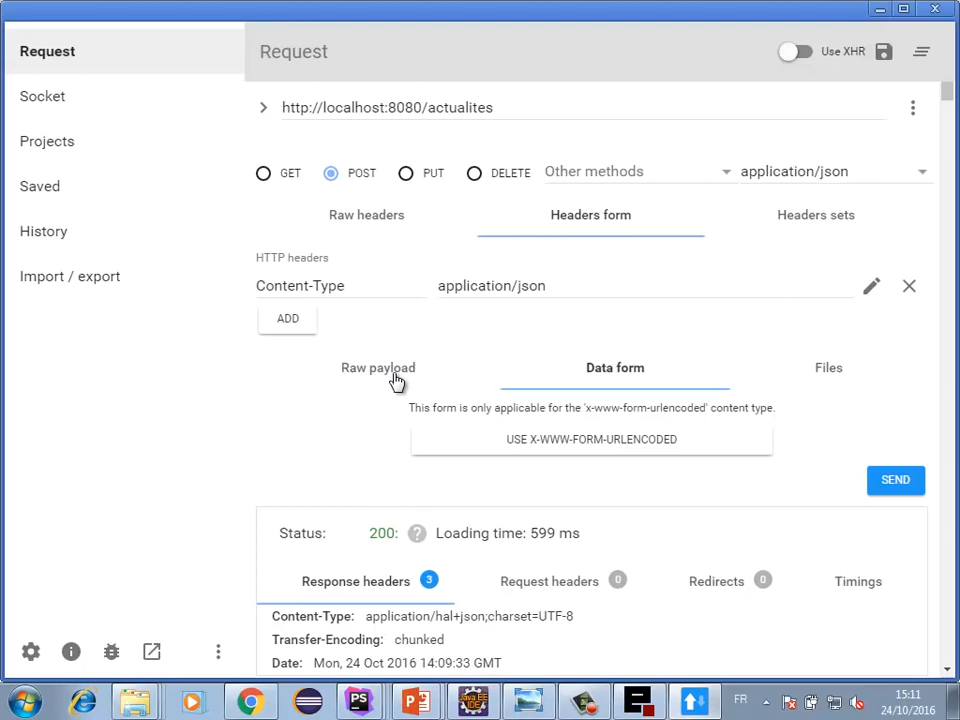 Request
Request
Use XHR
Socket
http://localhost:8080/actualites
Projects
GET
POST
PUT
DELETE
Other methods
application/json
Saved
Raw headers
Headers form
Headers sets
History
HTTP headers
Import / export
Content-Type
application/json
ADD
Raw payload
Data form
Files
This form is only applicable for the 'x-www-form-urlencoded' content type.
USE X-WWW-FORM-URLENCODED
SEND
Status:
200:
Loading time: 599 ms
Response headers 3
Request headers 0
Redirects 0
Timings
Content-Type: application/hal+json;charset=UTF-8
Transfer-Encoding: chunked
Date: Mon, 24 Oct 2016 14:09:33 GMT
PS
P
Java EE
IDE
FR
15:11
24/10/2016